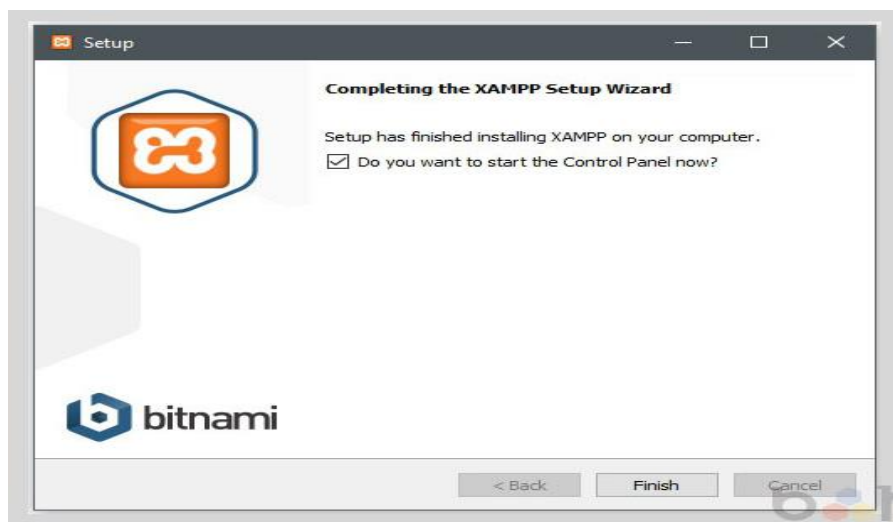 Setup
Completing the XAMPP Setup Wizard
Setup has finished installing XAMPP on your computer.
Do you want to start the Control Panel now?
bitnami
< Back Finish Cancel